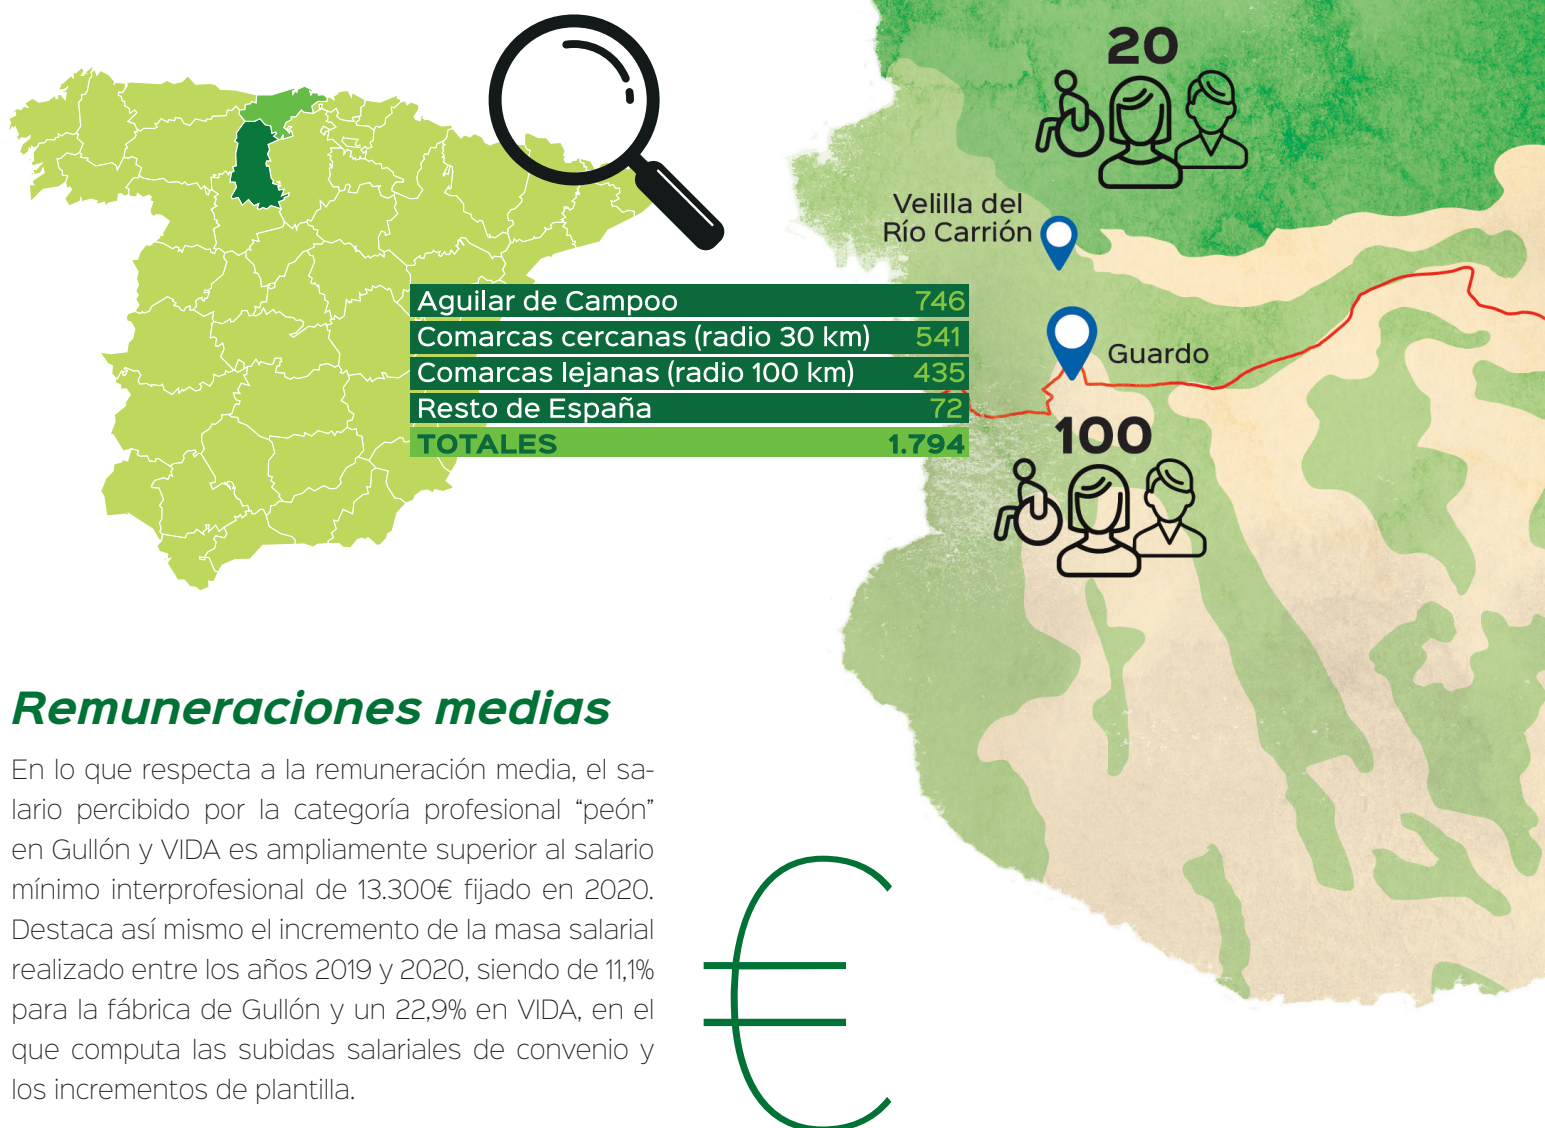 20
Velilla del
Río Carrión
Guardo
100
Aguilar de Campoo 746
Comarcas cercanas (radio 30 km) 541
Comarcas lejanas (radio 100 km) 435
Resto de España 72
TOTALES 1.794
Remuneraciones medias
En lo que respecta a la remuneración media, el sa-
lario percibido por la categoría profesional “peón”
en Gullón y VIDA es ampliamente superior al salario
mínimo interprofesional de 13.300€ fijado en 2020.
Destaca así mismo el incremento de la masa salarial
realizado entre los años 2019 y 2020, siendo de 11,1%
para la fábrica de Gullón y un 22,9% en VIDA, en el
que computa las subidas salariales de convenio y
los incrementos de plantilla.
€